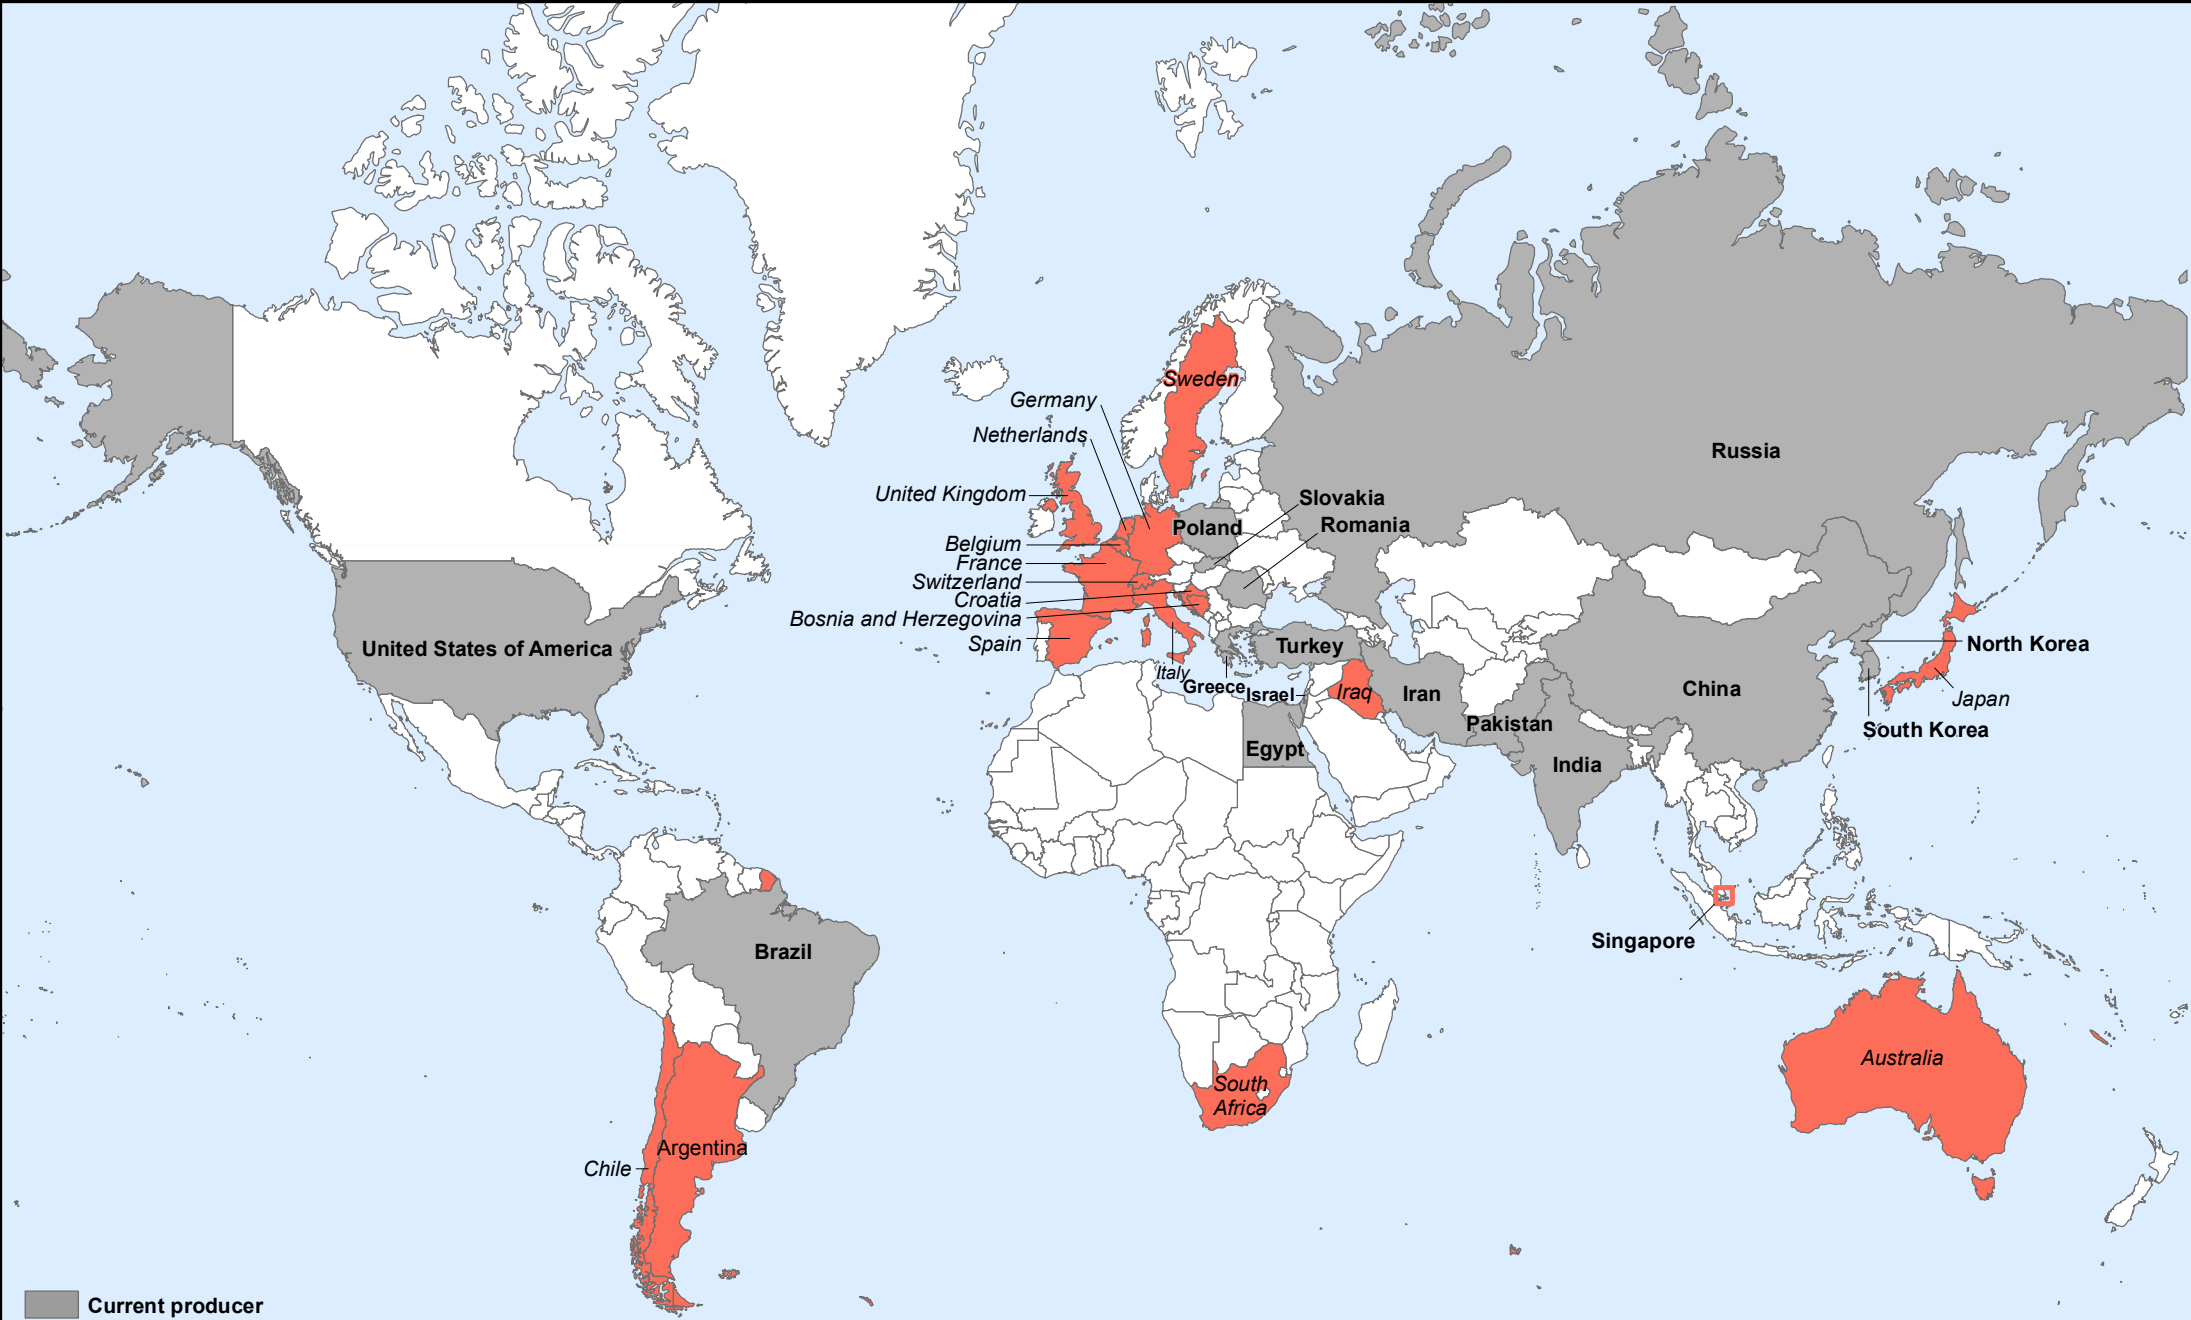 Sweden
Germany
Netherlands
Russia
United Kingdom
Slovakia
Poland
Romania
Belgium
France
Switzerland
Croatia
Bosnia and Herzegovina
Spain
United States of America
Turkey
North Korea
Italy
Greece
Israel
Iraq
Iran
China
Japan
Pakistan
South Korea
Egypt
India
Singapore
Brazil
Australia
South
Africa
Argentina
Chile
Current producer